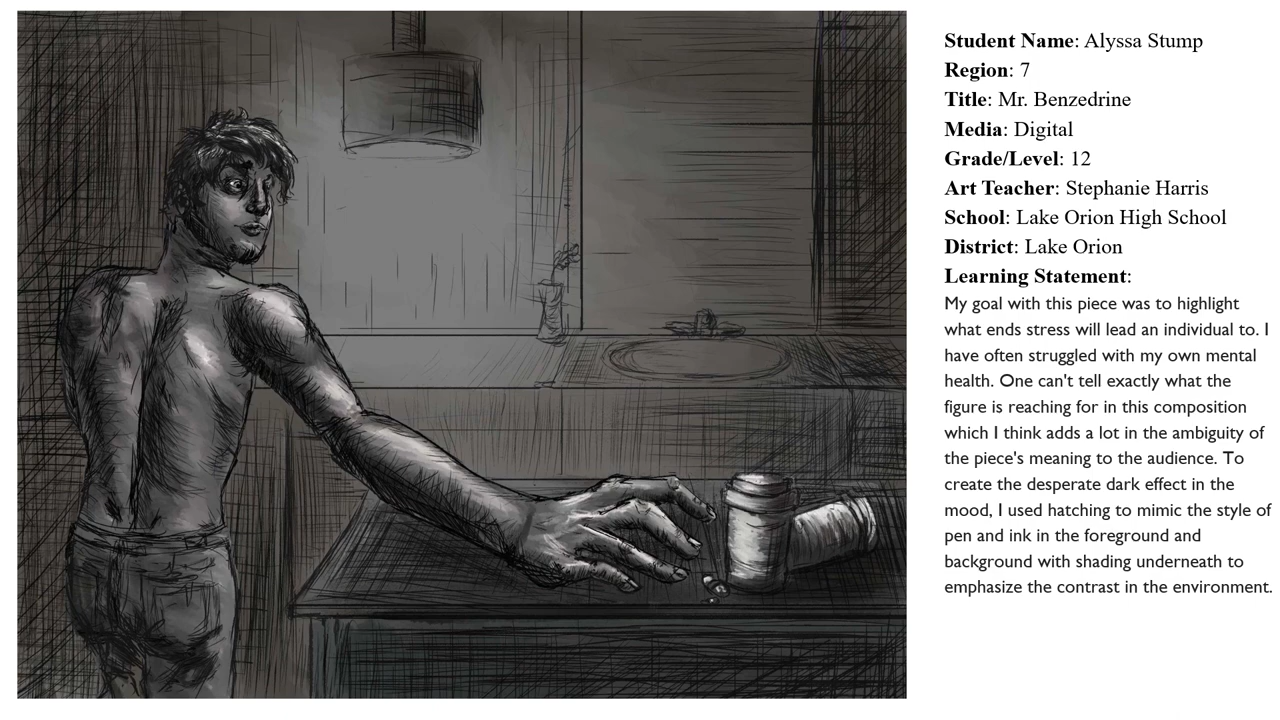 Student Name: Alyssa Stump
Region: 7
Title: Mr. Benzedrine
Media: Digital
Grade/Level: 12
Art Teacher: Stephanie Harris
School: Lake Orion High School
District: Lake Orion
Learning Statement:
My goal with this piece was to highlight
what ends stress will lead an individual to. I
have often struggled with my own mental
health. One can't tell exactly what the
figure is reaching for in this composition
which I think adds a lot in the ambiguity of
the piece's meaning to the audience. To
create the desperate dark effect in the
mood, I used hatching to mimic the style of
pen and ink in the foreground and
background with shading underneath to
emphasize the contrast in the environment.